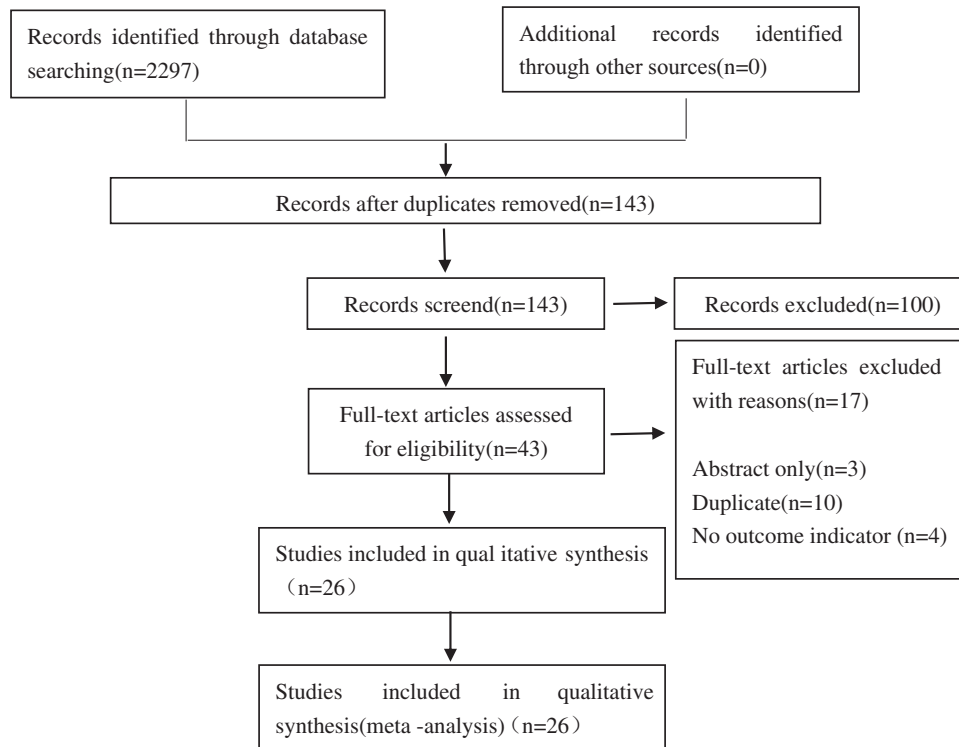 Records identified through database
searching(n=2297)
Additional records identified
through other sources(n=0)
Records after duplicates removed(n=143)
Records screend(n=143)
Records excluded(n=100)
Full-text articles assessed
for eligibility(n=43)
Full-text articles excluded
with reasons(n=17)
Abstract only(n=3)
Duplicate(n=10)
No outcome indicator (n=4)
Studies included in qual itative synthesis
（n=26）
Studies included in qualitative
synthesis(meta -analysis)（n=26）